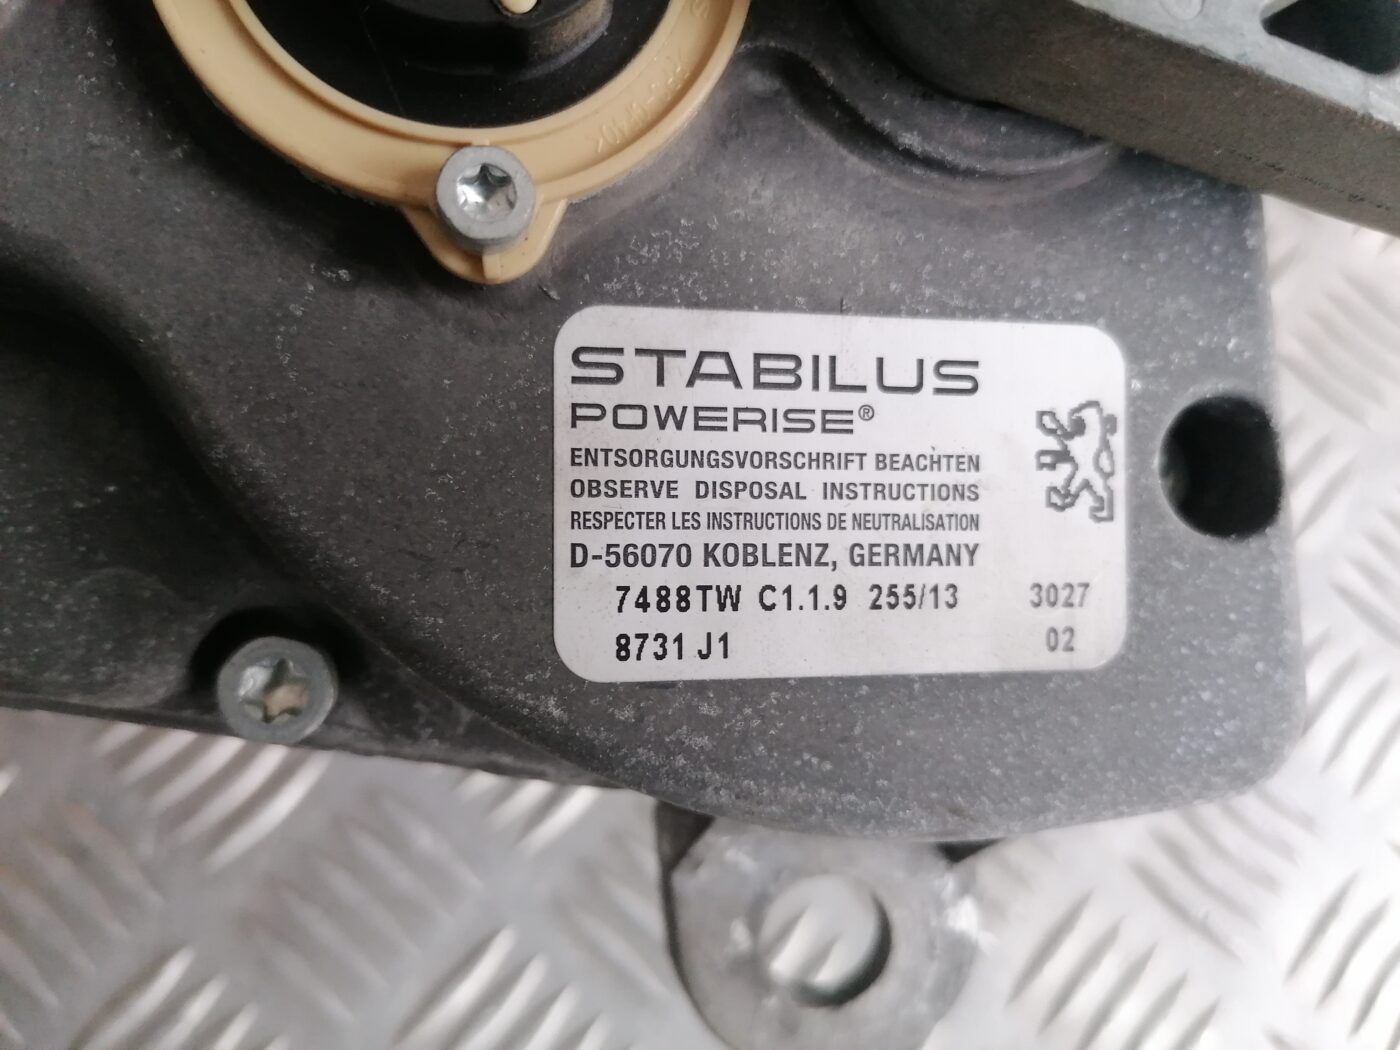 STABILUS
POWERISE®
ENTSORGUNGSVORSCHRIFT BEACHTEN
OBSERVE DISPOSAL INSTRUCTIONS
RESPECTER LES INSTRUCTIONS DE NEUTRALISATION
D-56070 KOBLENZ, GERMANY
7488TW C1.1.9 255/13 3027
8731 J1 02